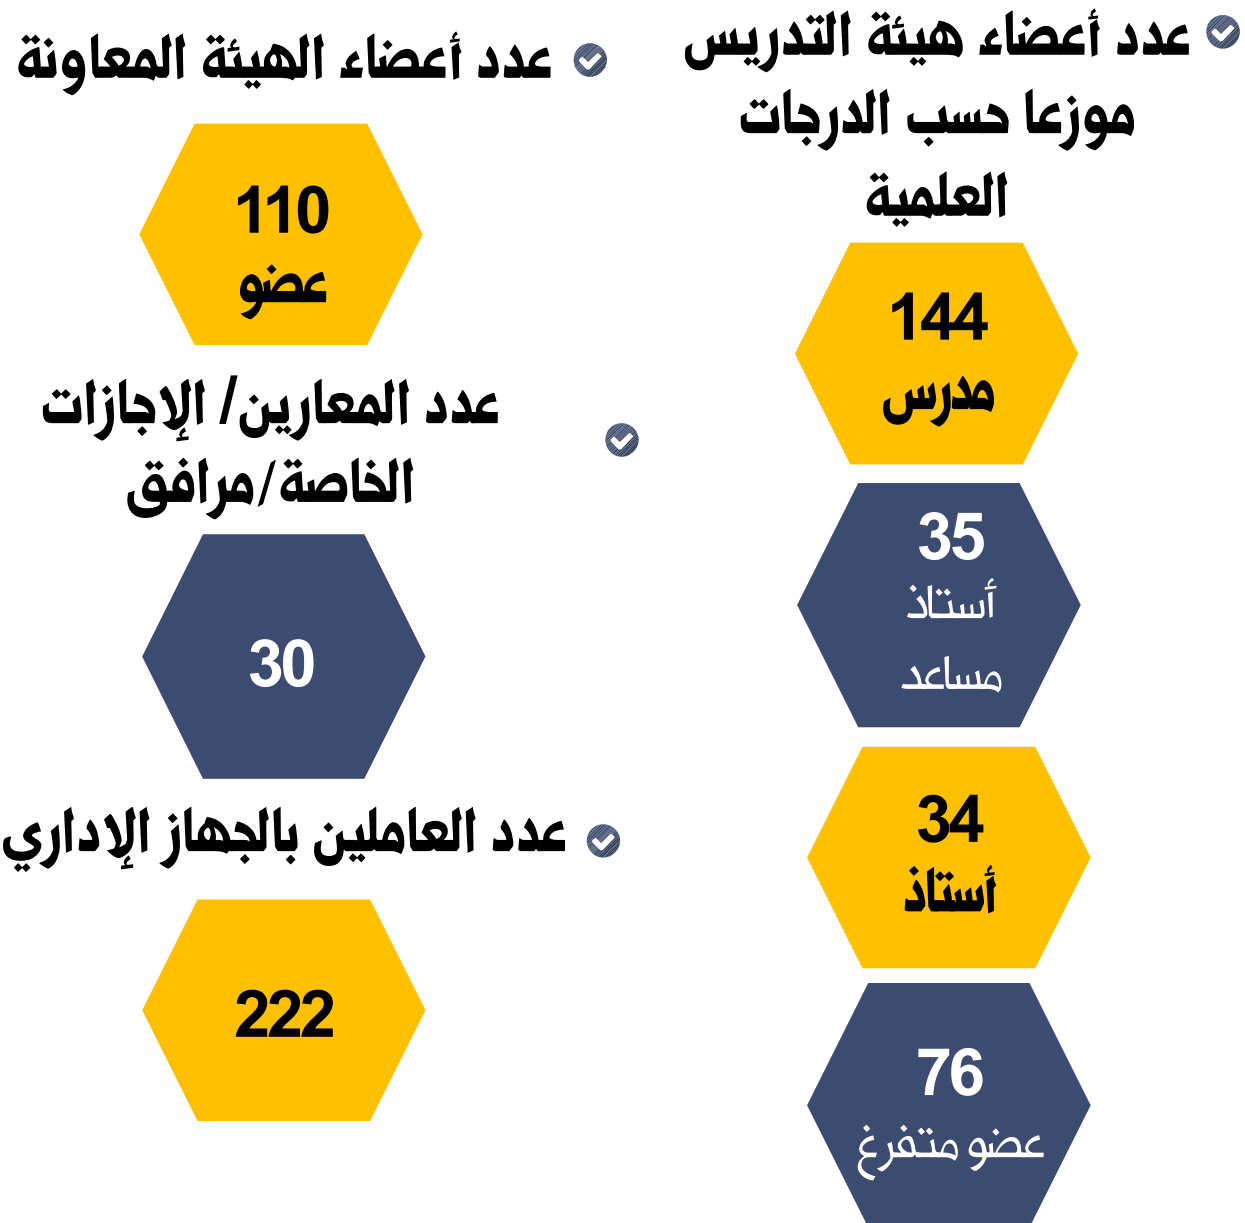 عدد أعضاء هيئة التدريس
موزعا حسب الدرجات
العلمية
144
مدرس
35
أستاذ
مساعد
34
أستاذ
76
عضو متفرغ
عدد أعضاء الهيئة المعاونة
110
عضو
عدد المعارين/ الإجازات
الخاصة/مرافق
30
عدد العاملين بالجهاز الإداري
222